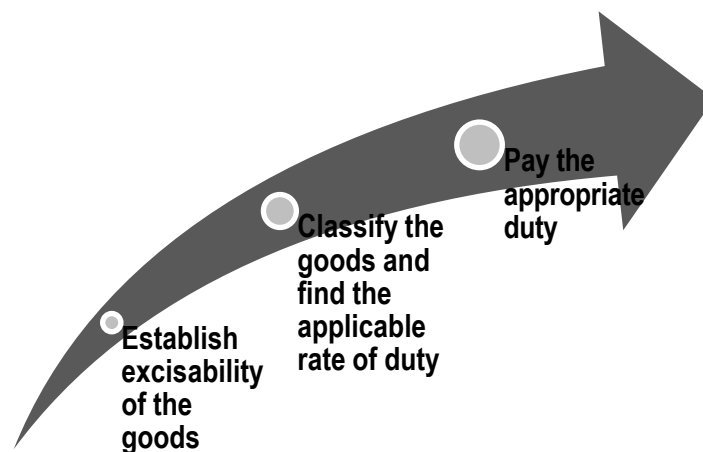 Establish
excisability
of the
goods
Classify the
goods and
find the
applicable
rate of duty
Pay the
appropriate
duty